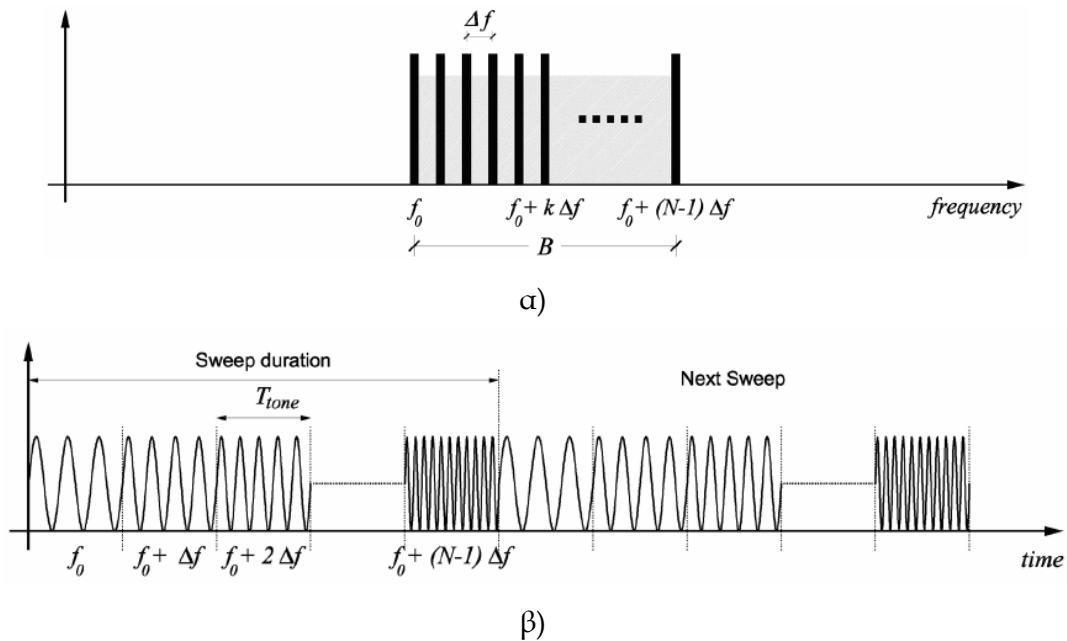 Δf
f₀
f₀ + k Δf
f₀ + (N-1) Δf
frequency
B
α)
Sweep duration
Next Sweep
T_tone
f₀
f₀ + Δf
f₀ + 2 Δf
f₀ + (N-1) Δf
time
β)